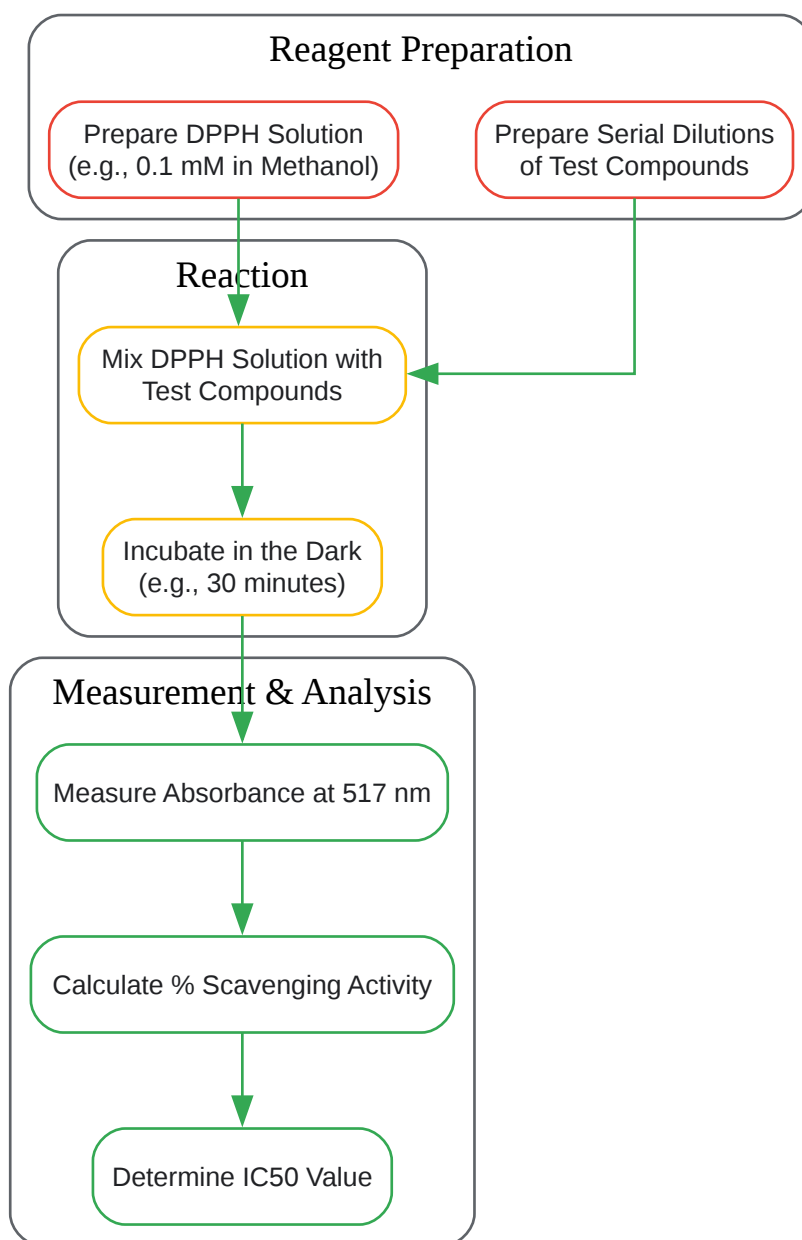 Reagent Preparation
Prepare DPPH Solution
(e.g., 0.1 mM in Methanol)
Prepare Serial Dilutions
of Test Compounds
Reaction
Mix DPPH Solution with
Test Compounds
Incubate in the Dark
(e.g., 30 minutes)
Measurement & Analysis
Measure Absorbance at 517 nm
Calculate % Scavenging Activity
Determine IC50 Value